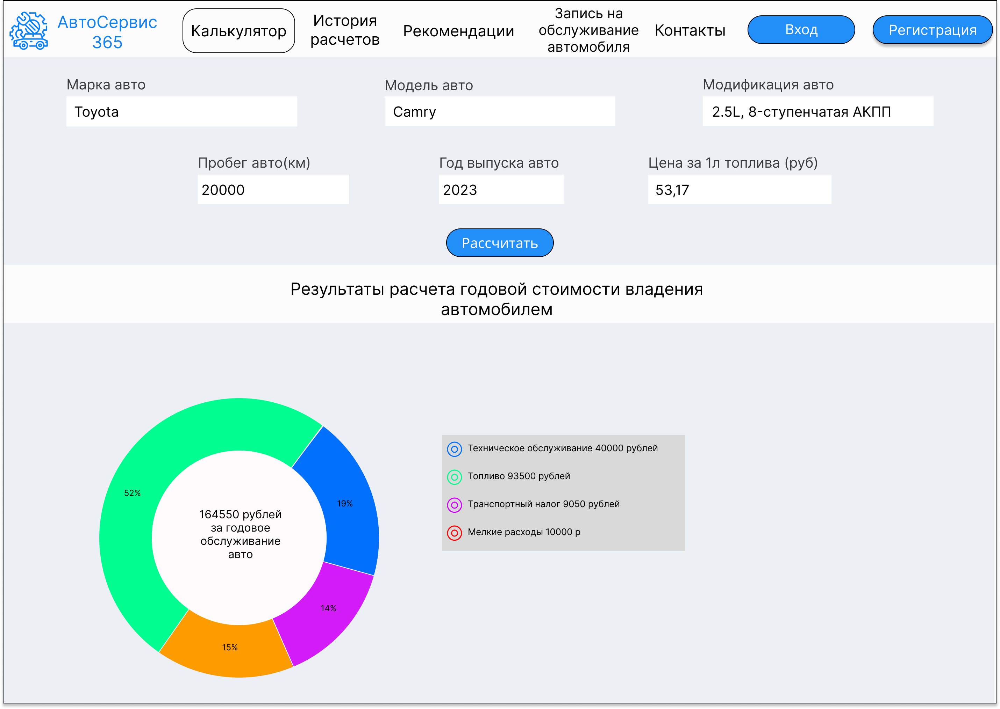 АвтоСервис
365
Калькулятор
История
расчетов
Рекомендации
Запись на
обслуживание
автомобиля
Контакты
Вход
Регистрация
Марка авто
Toyota
Модель авто
Camry
Модификация авто
2.5L, 8-ступенчатая АКПП
Пробег авто(км)
20000
Год выпуска авто
2023
Цена за 1л топлива (руб)
53,17
Рассчитать
Результаты расчета годовой стоимости владения
автомобилем
52%
19%
14%
15%
164550 рублей
за годовое
обслуживание
авто
Техническое обслуживание 40000 рублей
Топливо 93500 рублей
Транспортный налог 9050 рублей
Мелкие расходы 10000 р